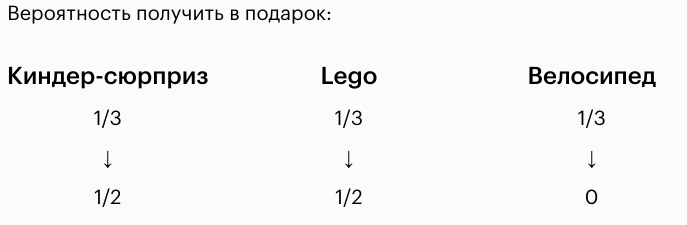 Вероятность получить в подарок:
Киндер-сюрприз Lego Велосипед
1/3 1/3 1/3
↓ ↓ ↓
1/2 1/2 0